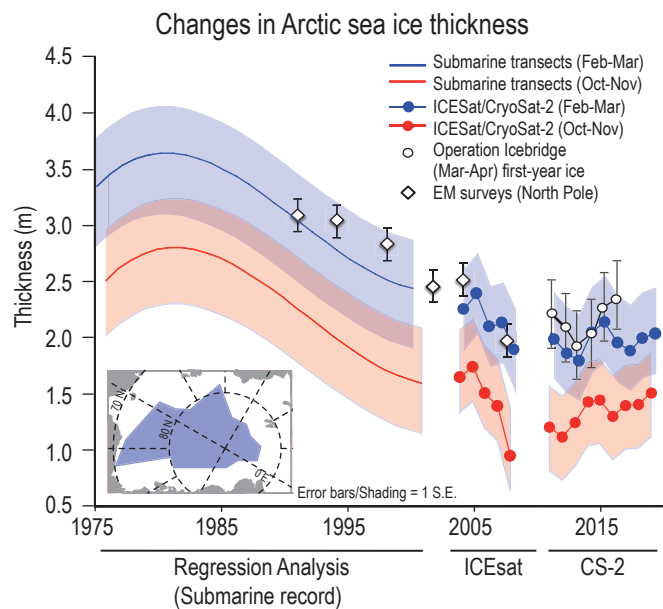 Changes in Arctic sea ice thickness
Submarine transects (Feb-Mar)
Submarine transects (Oct-Nov)
ICESat/CryoSat-2 (Feb-Mar)
ICESat/CryoSat-2 (Oct-Nov)
Operation Icebridge
(Mar-Apr) first-year ice
EM surveys (North Pole)
Thickness (m)
4.5
4.0
3.5
3.0
2.5
2.0
1.5
1.0
0.5
70 N
80 N
0 E
Error bars/Shading = 1 S.E.
1975
1985
1995
2005
2015
Regression Analysis
(Submarine record)
ICEsat
CS-2